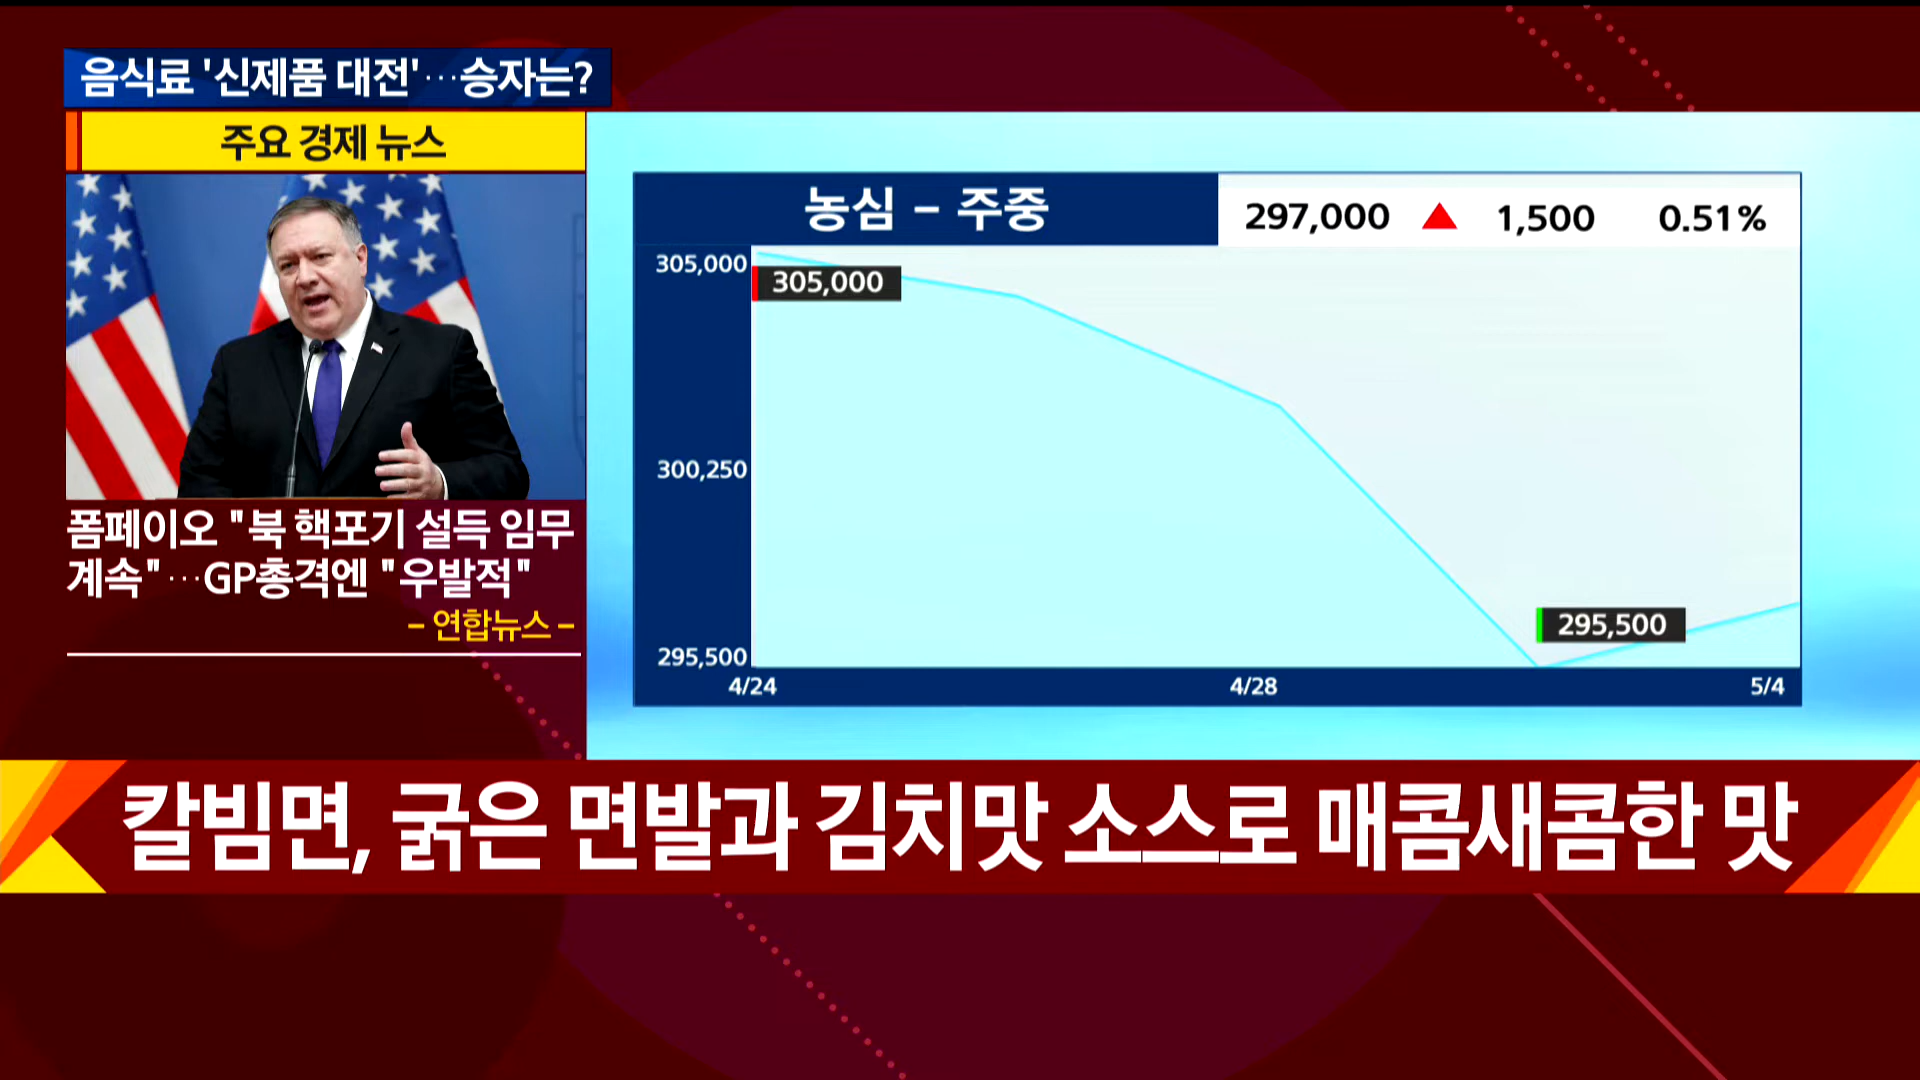 음식료 '신제품 대전'…승자는?
주요 경제 뉴스
폼페이오 "북 핵포기 설득 임무
계속"…GP총격엔 "우발적"
- 연합뉴스 -
농심 - 주중
297,000 ▲ 1,500 0.51%
305,000
305,000
300,250
295,500
295,500
4/24 4/28 5/4
칼빔면, 굵은 면발과 김치맛 소스로 매콤새콤한 맛